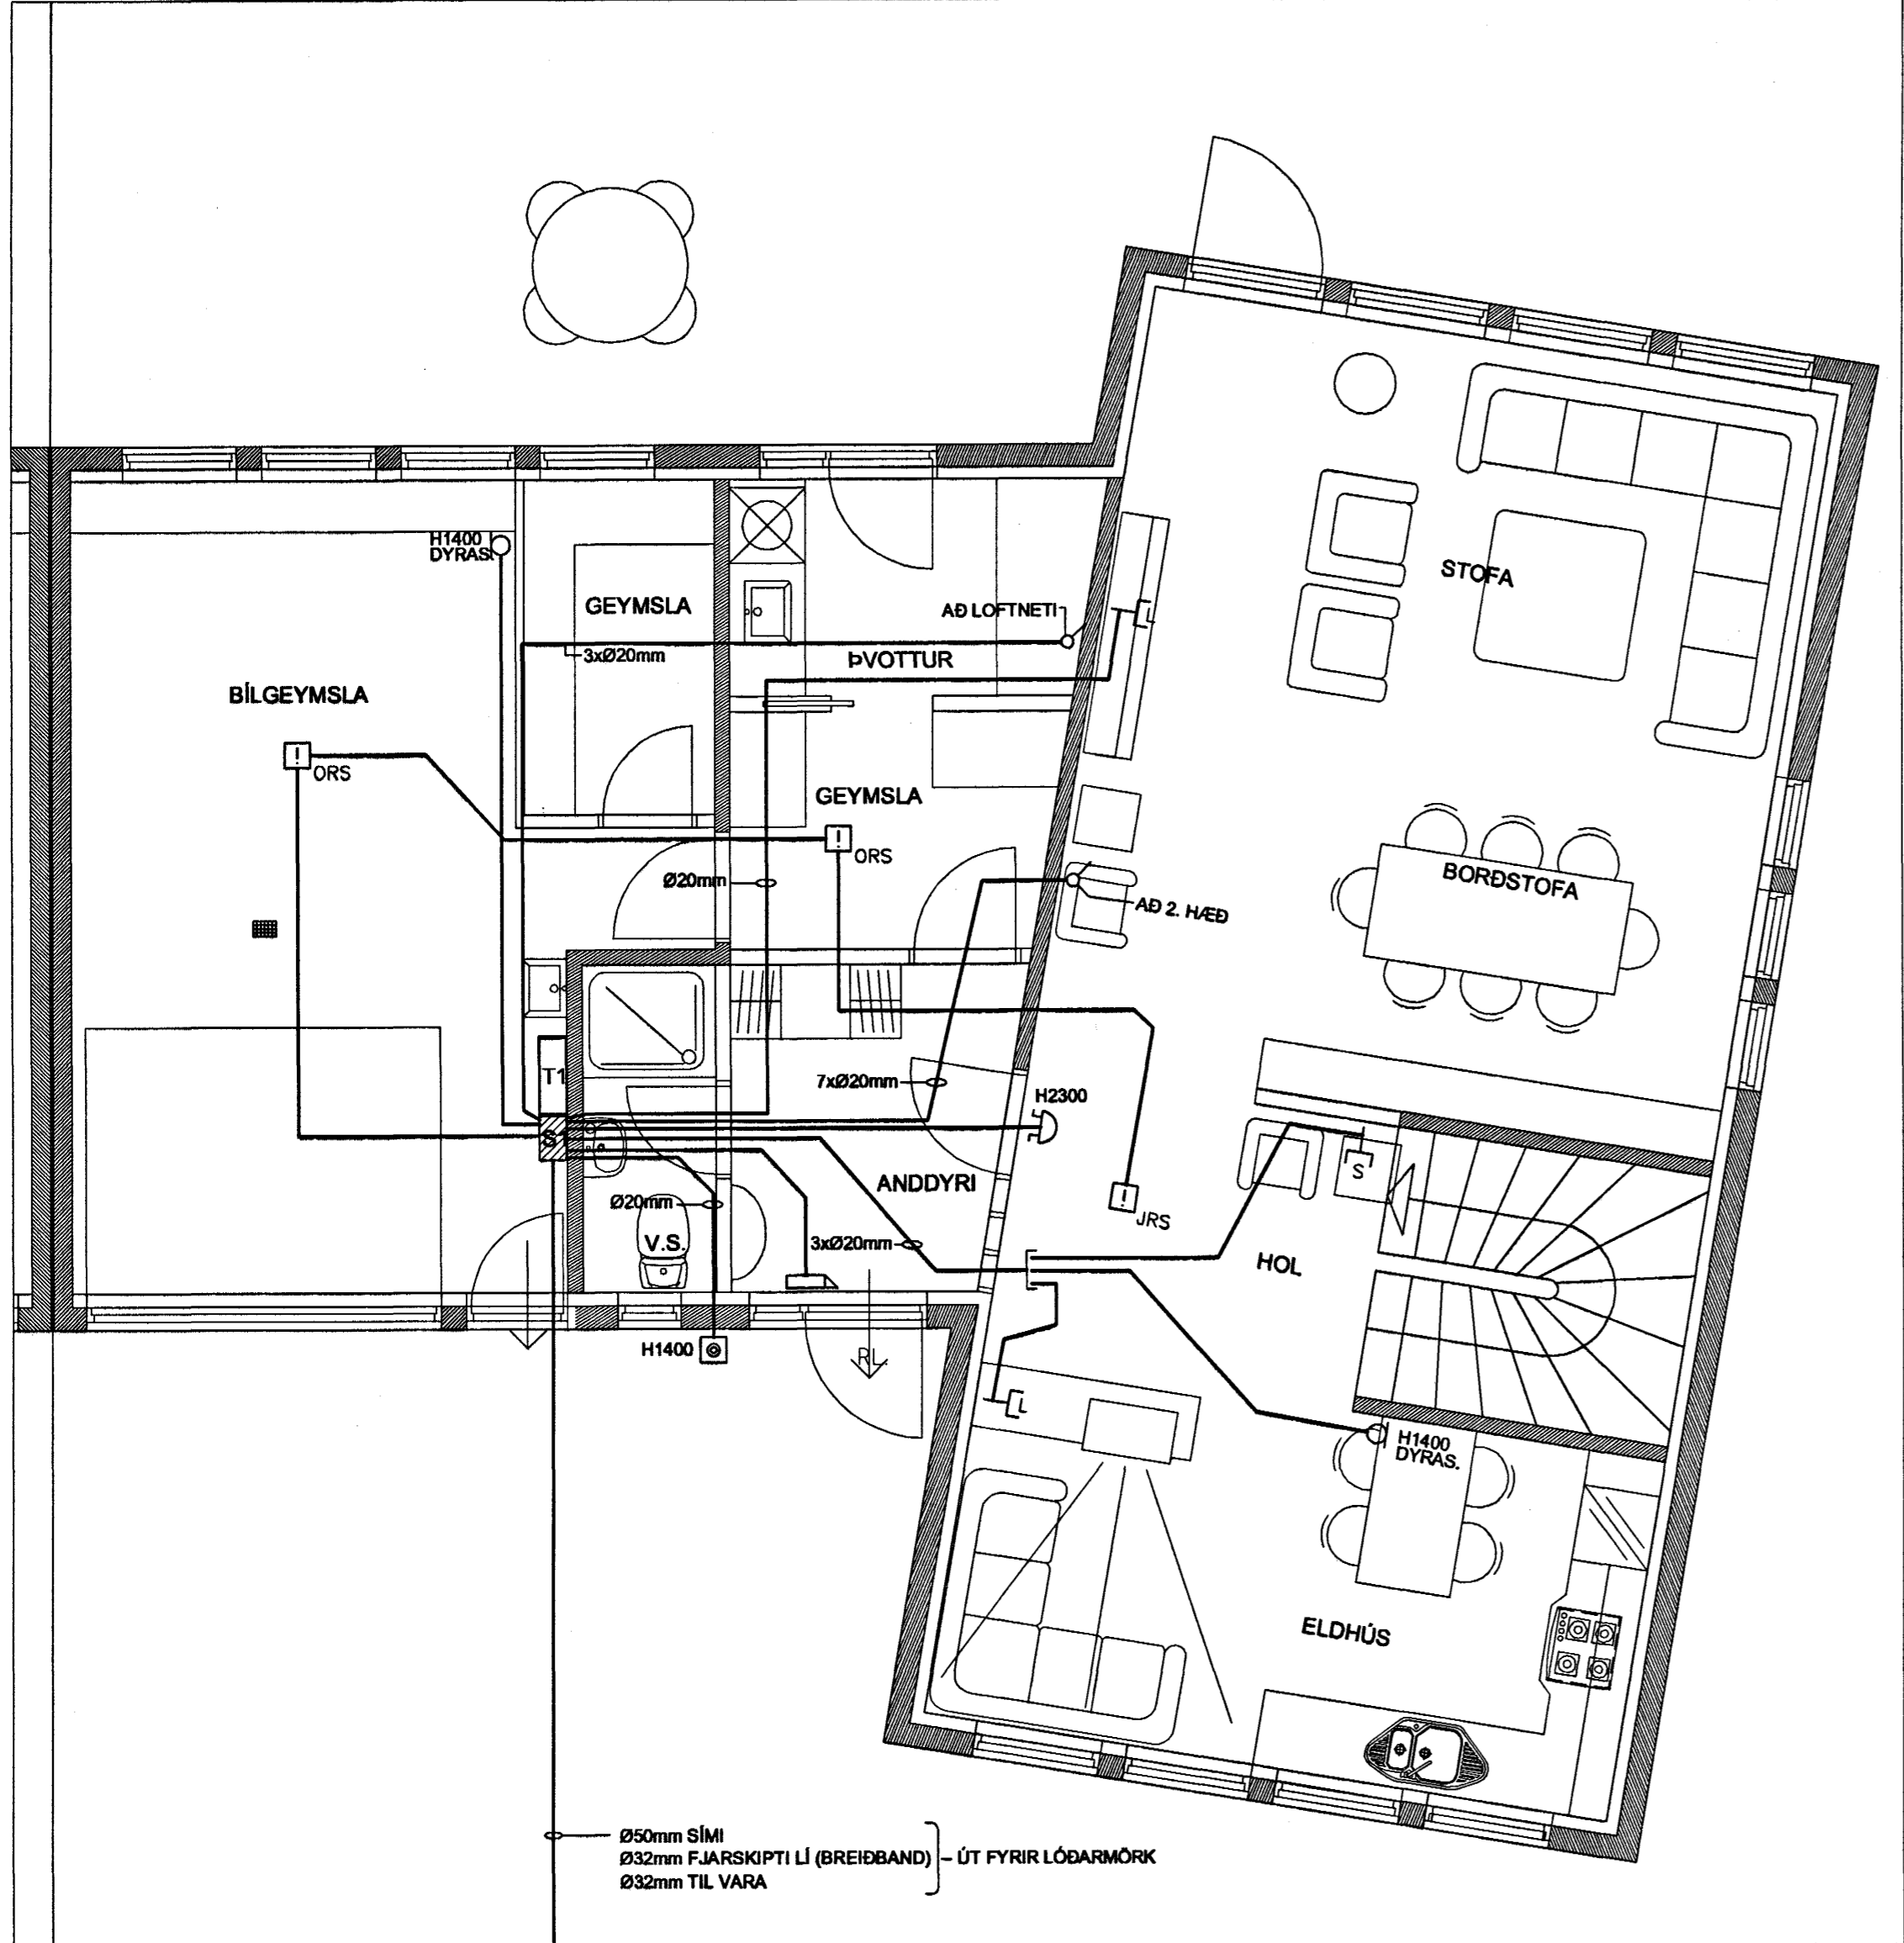 H1400
DYRAS.
GEYMSLA
STOFA
AÐ LOFTNETI
3xØ20mm
ÞVOTTUR
BÍLGEYMSLA
L
!
ORS
GEYMSLA
!
ORS
Ø20mm
BORÐSTOFA
AÐ 2. HÆÐ
T1
7xØ20mm
H2300
S1
S
ANDDYRI
!
JRS
Ø20mm
V.S.
3xØ20mm
HOL
H1400
RL.
L
H1400
DYRAS.
ELDHÚS
Ø50mm SÍMI
Ø32mm FJARSKIPTI LÍ (BREIÐBAND) - ÚT FYRIR LÓÐARMÖRK
Ø32mm TIL VARA